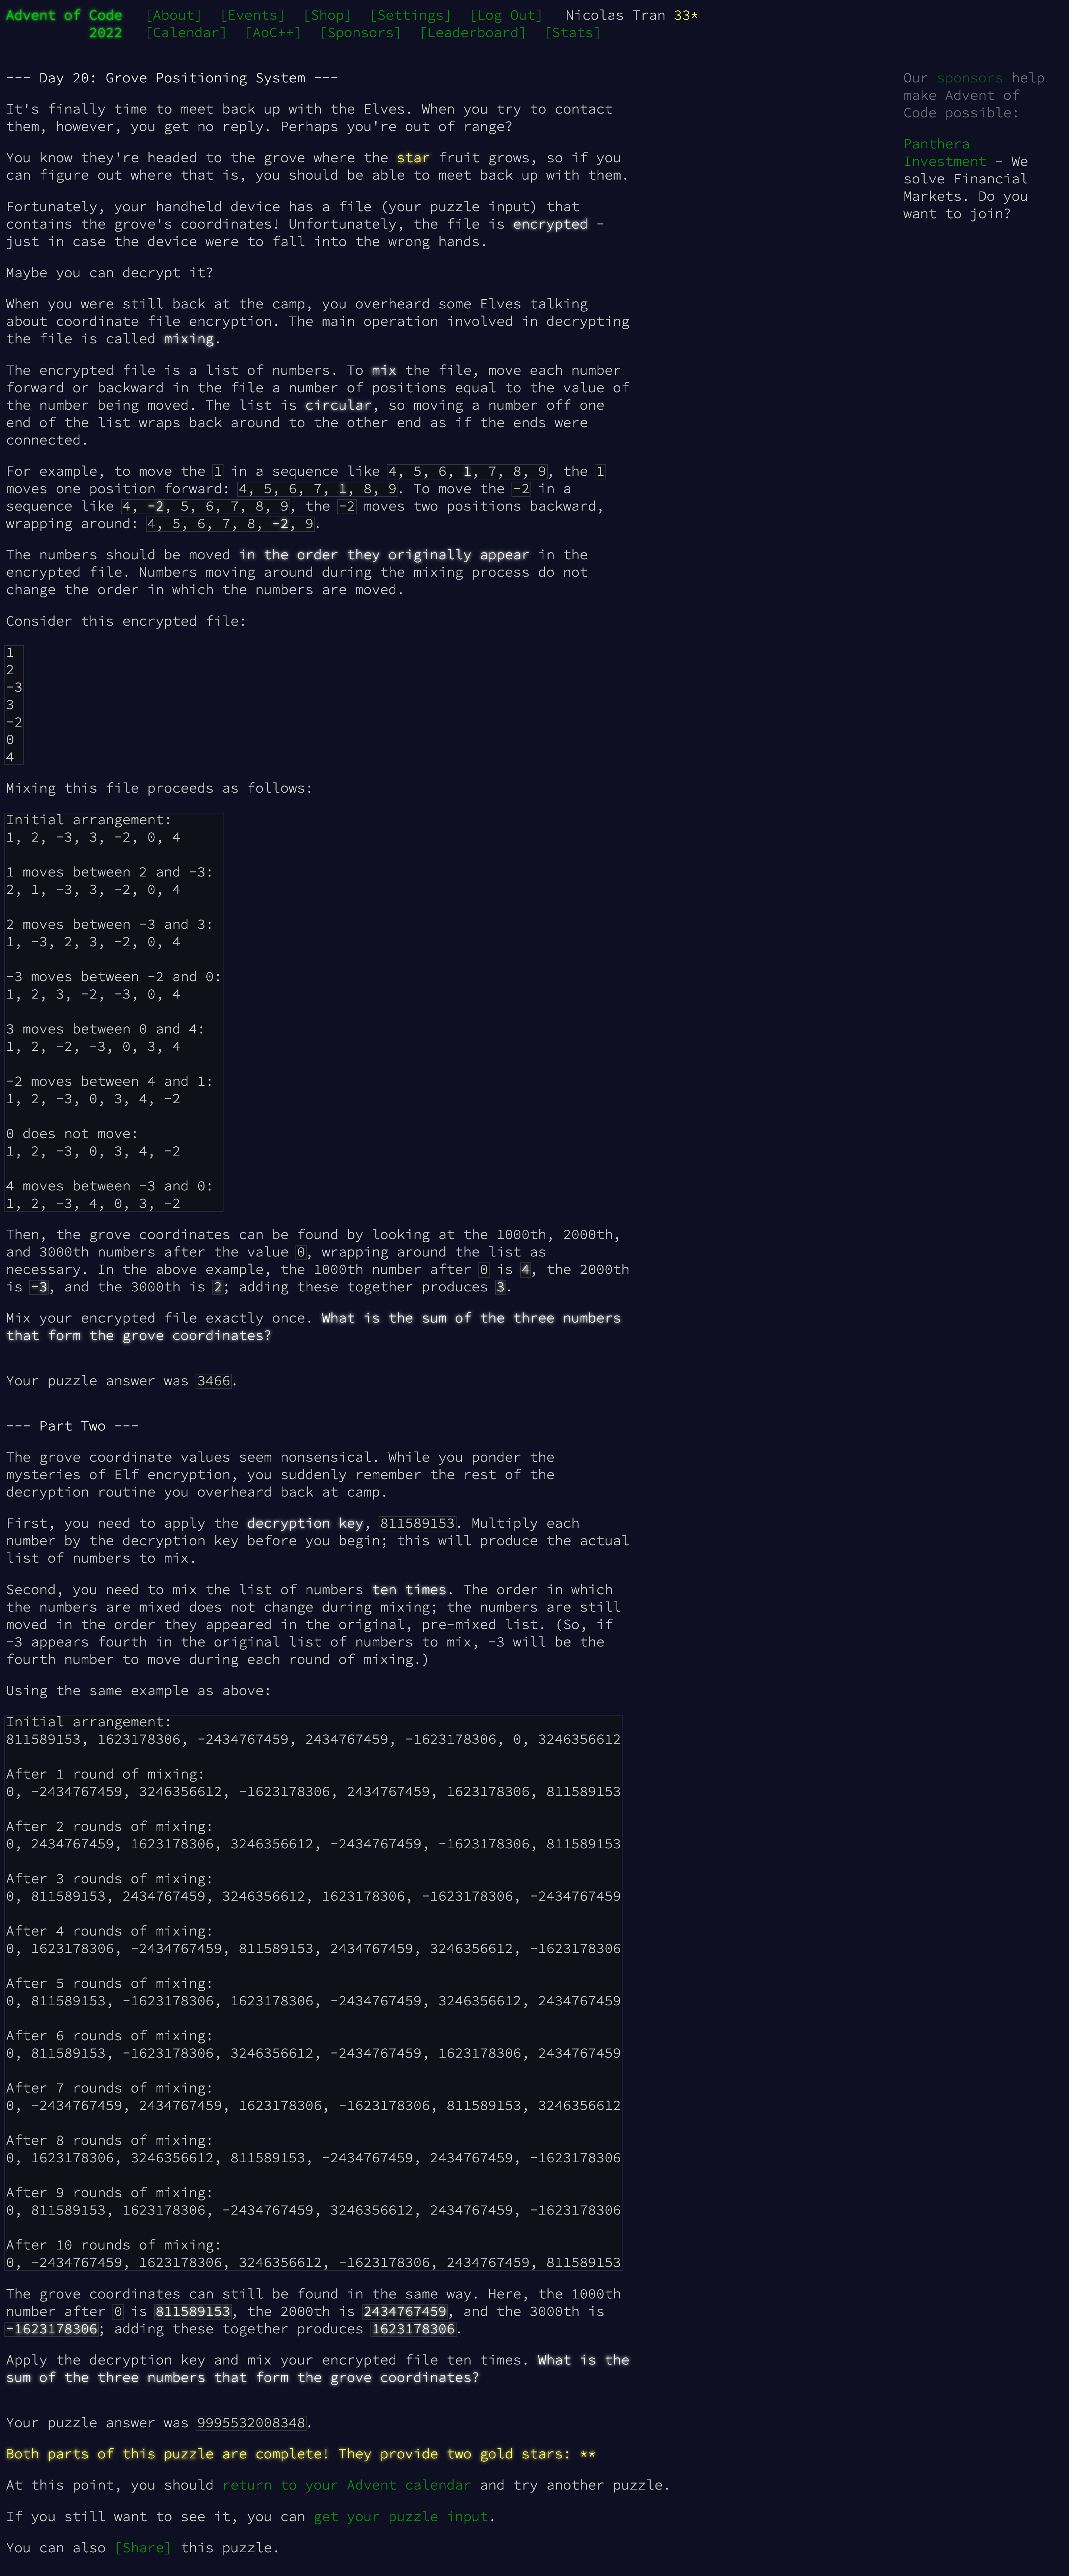 Advent of Code [About] [Events] [Shop] [Settings] [Log Out] Nicolas Tran 33*
2022 [Calendar] [AoC++] [Sponsors] [Leaderboard] [Stats]
--- Day 20: Grove Positioning System ---
It's finally time to meet back up with the Elves. When you try to contact
them, however, you get no reply. Perhaps you're out of range?
You know they're headed to the grove where the star fruit grows, so if you
can figure out where that is, you should be able to meet back up with them.
Fortunately, your handheld device has a file (your puzzle input) that
contains the grove's coordinates! Unfortunately, the file is encrypted -
just in case the device were to fall into the wrong hands.
Maybe you can decrypt it?
When you were still back at the camp, you overheard some Elves talking
about coordinate file encryption. The main operation involved in decrypting
the file is called mixing.
The encrypted file is a list of numbers. To mix the file, move each number
forward or backward in the file a number of positions equal to the value of
the number being moved. The list is circular, so moving a number off one
end of the list wraps back around to the other end as if the ends were
connected.
For example, to move the 1 in a sequence like 4, 5, 6, 1, 7, 8, 9, the 1
moves one position forward: 4, 5, 6, 7, 1, 8, 9. To move the -2 in a
sequence like 4, -2, 5, 6, 7, 8, 9, the -2 moves two positions backward,
wrapping around: 4, 5, 6, 7, 8, -2, 9.
The numbers should be moved in the order they originally appear in the
encrypted file. Numbers moving around during the mixing process do not
change the order in which the numbers are moved.
Consider this encrypted file:
1
2
-3
3
-2
0
4
Mixing this file proceeds as follows:
Initial arrangement:
1, 2, -3, 3, -2, 0, 4
1 moves between 2 and -3:
2, 1, -3, 3, -2, 0, 4
2 moves between -3 and 3:
1, -3, 2, 3, -2, 0, 4
-3 moves between -2 and 0:
1, 2, 3, -2, -3, 0, 4
3 moves between 0 and 4:
1, 2, -2, -3, 0, 3, 4
-2 moves between 4 and 1:
1, 2, -3, 0, 3, 4, -2
0 does not move:
1, 2, -3, 0, 3, 4, -2
4 moves between -3 and 0:
1, 2, -3, 4, 0, 3, -2
Then, the grove coordinates can be found by looking at the 1000th, 2000th,
and 3000th numbers after the value 0, wrapping around the list as
necessary. In the above example, the 1000th number after 0 is 4, the 2000th
is -3, and the 3000th is 2; adding these together produces 3.
Mix your encrypted file exactly once. What is the sum of the three numbers
that form the grove coordinates?
Your puzzle answer was 3466.
--- Part Two ---
The grove coordinate values seem nonsensical. While you ponder the
mysteries of Elf encryption, you suddenly remember the rest of the
decryption routine you overheard back at camp.
First, you need to apply the decryption key, 811589153. Multiply each
number by the decryption key before you begin; this will produce the actual
list of numbers to mix.
Second, you need to mix the list of numbers ten times. The order in which
the numbers are mixed does not change during mixing; the numbers are still
moved in the order they appeared in the original, pre-mixed list. (So, if
-3 appears fourth in the original list of numbers to mix, -3 will be the
fourth number to move during each round of mixing.)
Using the same example as above:
Initial arrangement:
811589153, 1623178306, -2434767459, 2434767459, -1623178306, 0, 3246356612
After 1 round of mixing:
0, -2434767459, 3246356612, -1623178306, 2434767459, 1623178306, 811589153
After 2 rounds of mixing:
0, 2434767459, 1623178306, 3246356612, -2434767459, -1623178306, 811589153
After 3 rounds of mixing:
0, 811589153, 2434767459, 3246356612, 1623178306, -1623178306, -2434767459
After 4 rounds of mixing:
0, 1623178306, -2434767459, 811589153, 2434767459, 3246356612, -1623178306
After 5 rounds of mixing:
0, 811589153, -1623178306, 1623178306, -2434767459, 3246356612, 2434767459
After 6 rounds of mixing:
0, 811589153, -1623178306, 3246356612, -2434767459, 1623178306, 2434767459
After 7 rounds of mixing:
0, -2434767459, 2434767459, 1623178306, -1623178306, 811589153, 3246356612
After 8 rounds of mixing:
0, 1623178306, 3246356612, 811589153, -2434767459, 2434767459, -1623178306
After 9 rounds of mixing:
0, 811589153, 1623178306, -2434767459, 3246356612, 2434767459, -1623178306
After 10 rounds of mixing:
0, -2434767459, 1623178306, 3246356612, -1623178306, 2434767459, 811589153
The grove coordinates can still be found in the same way. Here, the 1000th
number after 0 is 811589153, the 2000th is 2434767459, and the 3000th is
-1623178306; adding these together produces 1623178306.
Apply the decryption key and mix your encrypted file ten times. What is the
sum of the three numbers that form the grove coordinates?
Your puzzle answer was 9995532008348.
Both parts of this puzzle are complete! They provide two gold stars: **
At this point, you should return to your Advent calendar and try another puzzle.
If you still want to see it, you can get your puzzle input.
You can also [Share] this puzzle.
Our sponsors help
make Advent of
Code possible:
Panthera
Investment - We
solve Financial
Markets. Do you
want to join?